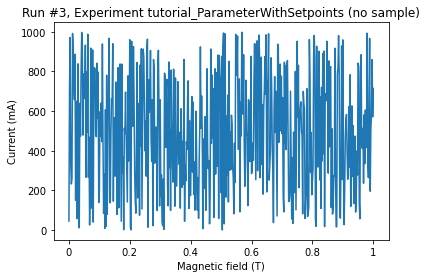 Run #3, Experiment tutorial_ParameterWithSetpoints (no sample)
1000
800
600
400
200
0
Current (mA)
0 0.2 0.4 0.6 0.8 1
Magnetic field (T)